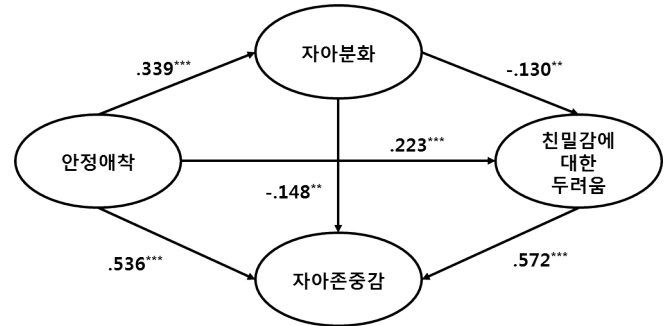 자아분화
.339***
-.130**
안정애착
.223***
친밀감에
대한
두려움
-.148**
.536***
.572***
자아존중감